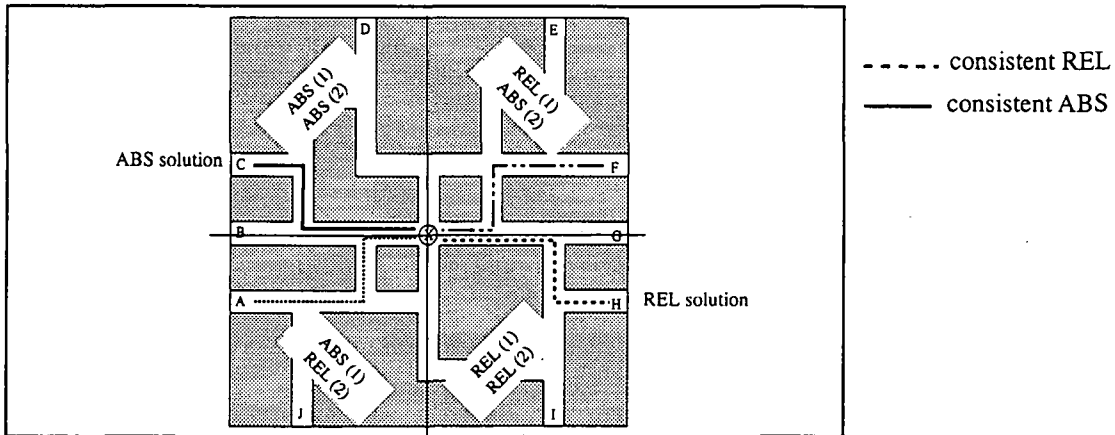 D
E
ABS (1)
ABS (2)
REL (1)
ABS (2)
consistent REL
consistent ABS
ABS solution
C
F
B
X
G
A
H
REL solution
ABS (1)
REL (2)
REL (1)
REL (2)
J
I